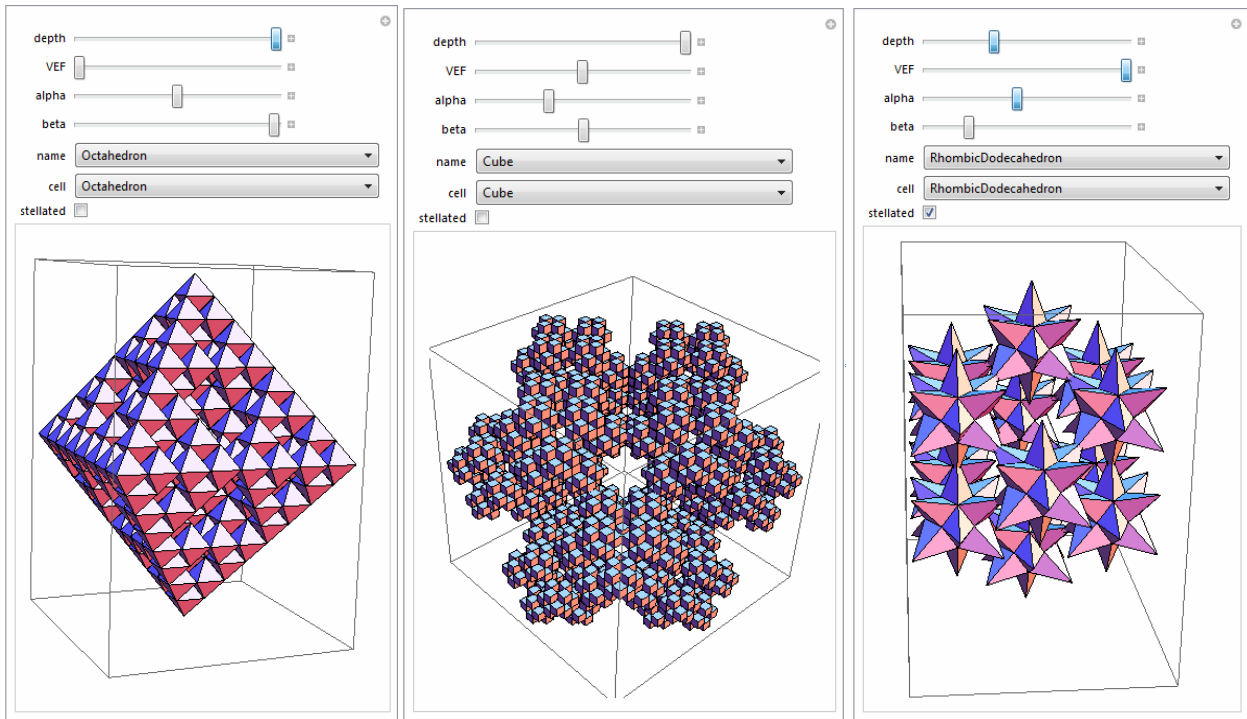 depth
VEF
alpha
beta
name Octahedron
cell Octahedron
stellated
depth
VEF
alpha
beta
name Cube
cell Cube
stellated
depth
VEF
alpha
beta
name RhombicDodecahedron
cell RhombicDodecahedron
stellated